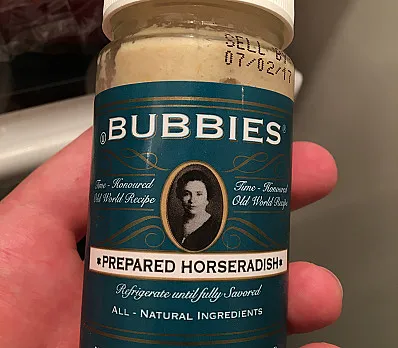 SELL BY
07/02/17
BUBBIES®
Time - Honoured
Old World Recipe
Time - Honoured
Old World Recipe
*PREPARED HORSERADISH*
Refrigerate until fully Savored
ALL - NATURAL INGREDIENTS